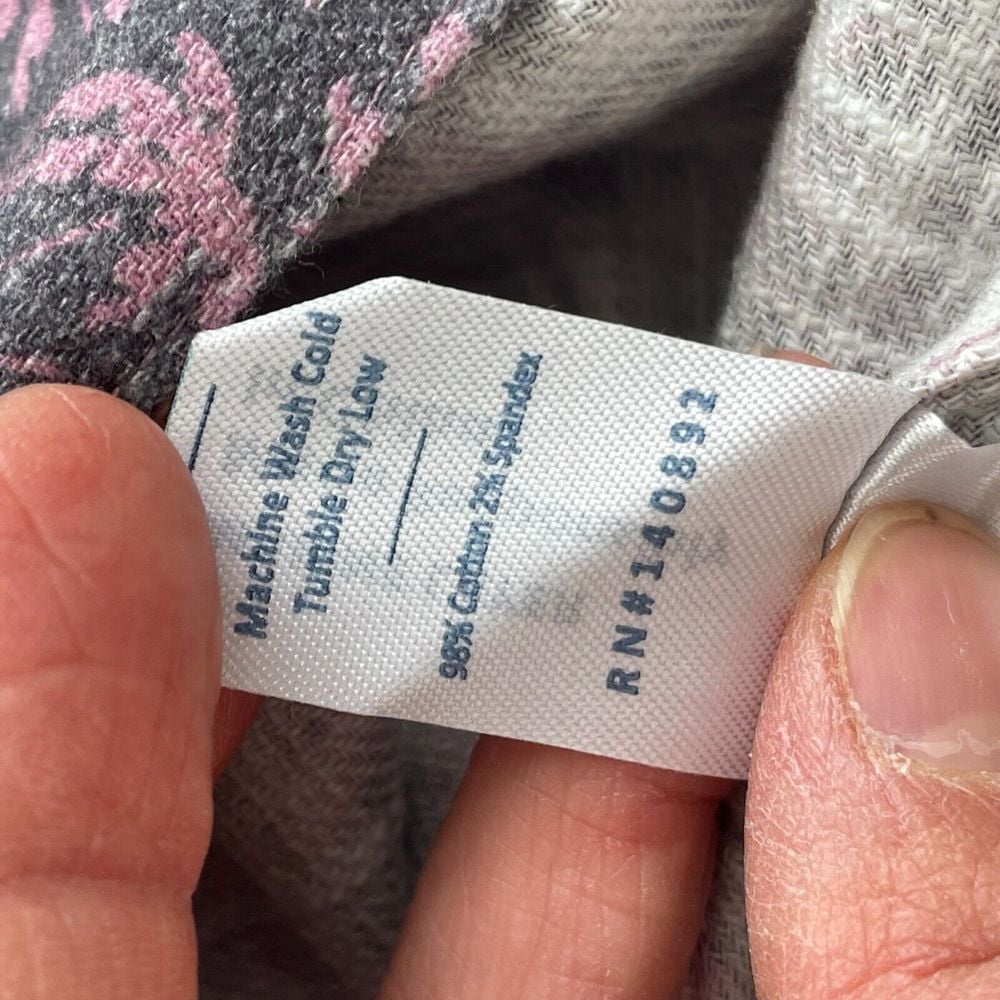 Machine Wash Cold
Tumble Dry Low
98% Cotton 2% Spandex
RN#140892